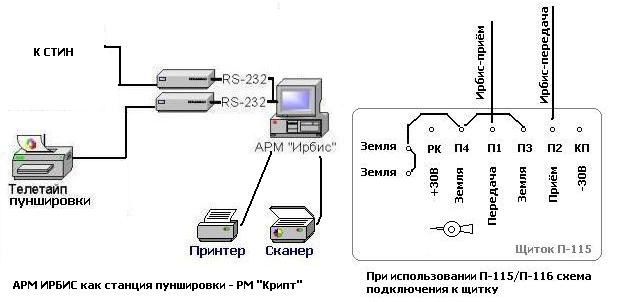 К СТИН
RS-232
RS-232
АРМ "Ирбис"
Телетайп
пуншировки
Принтер
Сканер
АРМ ИРБИС как станция пуншировки - РМ "Крипт"
Ирбис-приём
Ирбис-передача
Земля
Земля
РК П4 П1 П3 П2 КП
+30В
Земля
Передача
Земля
Приём
-30В
Щиток П-115
При использовании П-115/П-116 схема
подключения к щитку